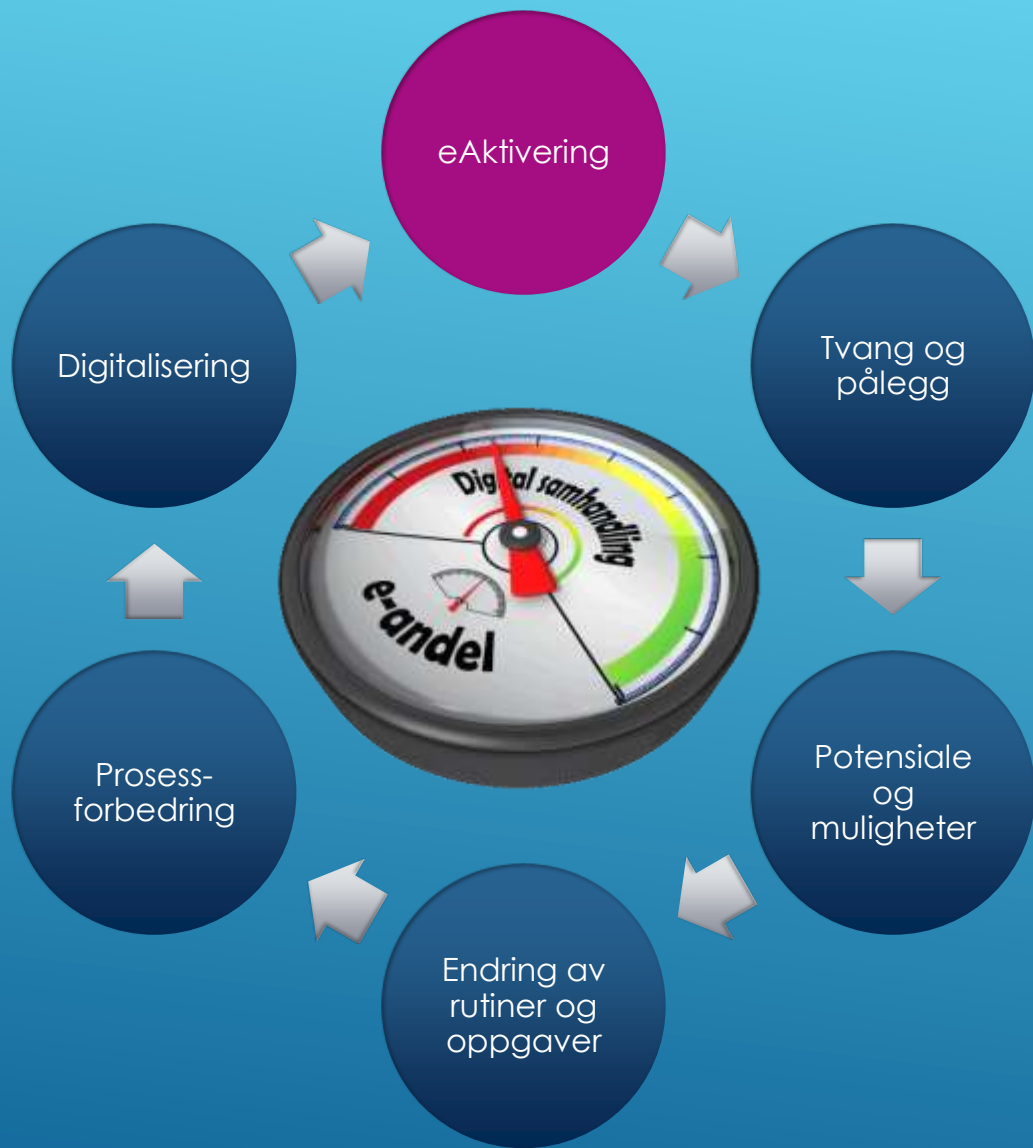 eAktivering
Tvang og
pålegg
Potensiale
og
muligheter
Endring av
rutiner og
oppgaver
Prosess-
forbedring
Digitalisering
Digital samhandling
e-andel